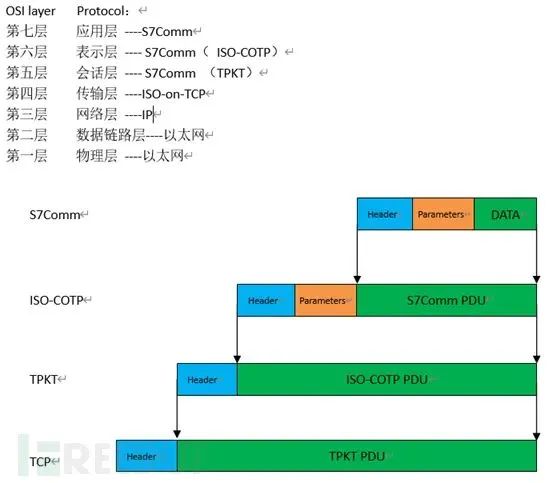 OSI layer Protocol：
第七层 应用层 ----S7Comm
第六层 表示层 ---- S7Comm（ ISO-COTP）
第五层 会话层 ---- S7Comm （TPKT）
第四层 传输层 ----ISO-on-TCP
第三层 网络层 ----IP
第二层 数据链路层----以太网
第一层 物理层 ----以太网
S7Comm Header Parameters DATA
ISO-COTP Header Parameters S7Comm PDU
TPKT Header ISO-COTP PDU
TCP Header TPKT PDU